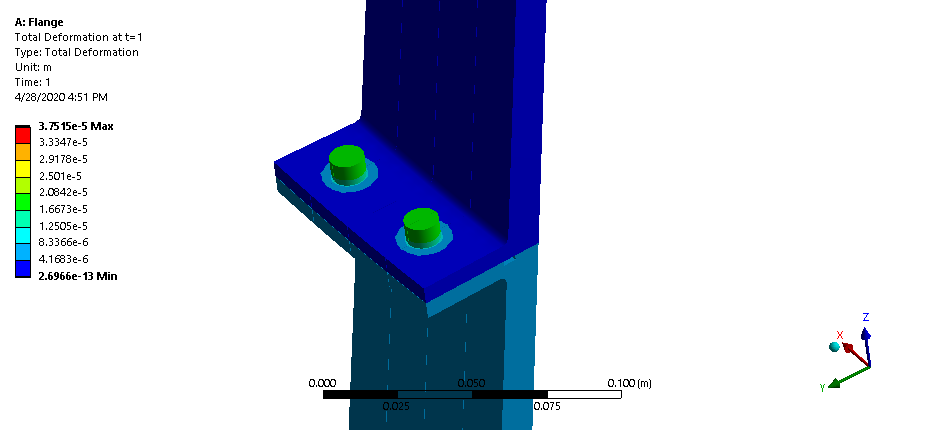 A: Flange
Total Deformation at t=1
Type: Total Deformation
Unit: m
Time: 1
4/28/2020 4:51 PM
3.7515e-5 Max
3.3347e-5
2.9178e-5
2.501e-5
2.0842e-5
1.6673e-5
1.2505e-5
8.3366e-6
4.1683e-6
2.6966e-13 Min
0.000
0.050
0.100 (m)
0.025
0.075
Z
X
Y